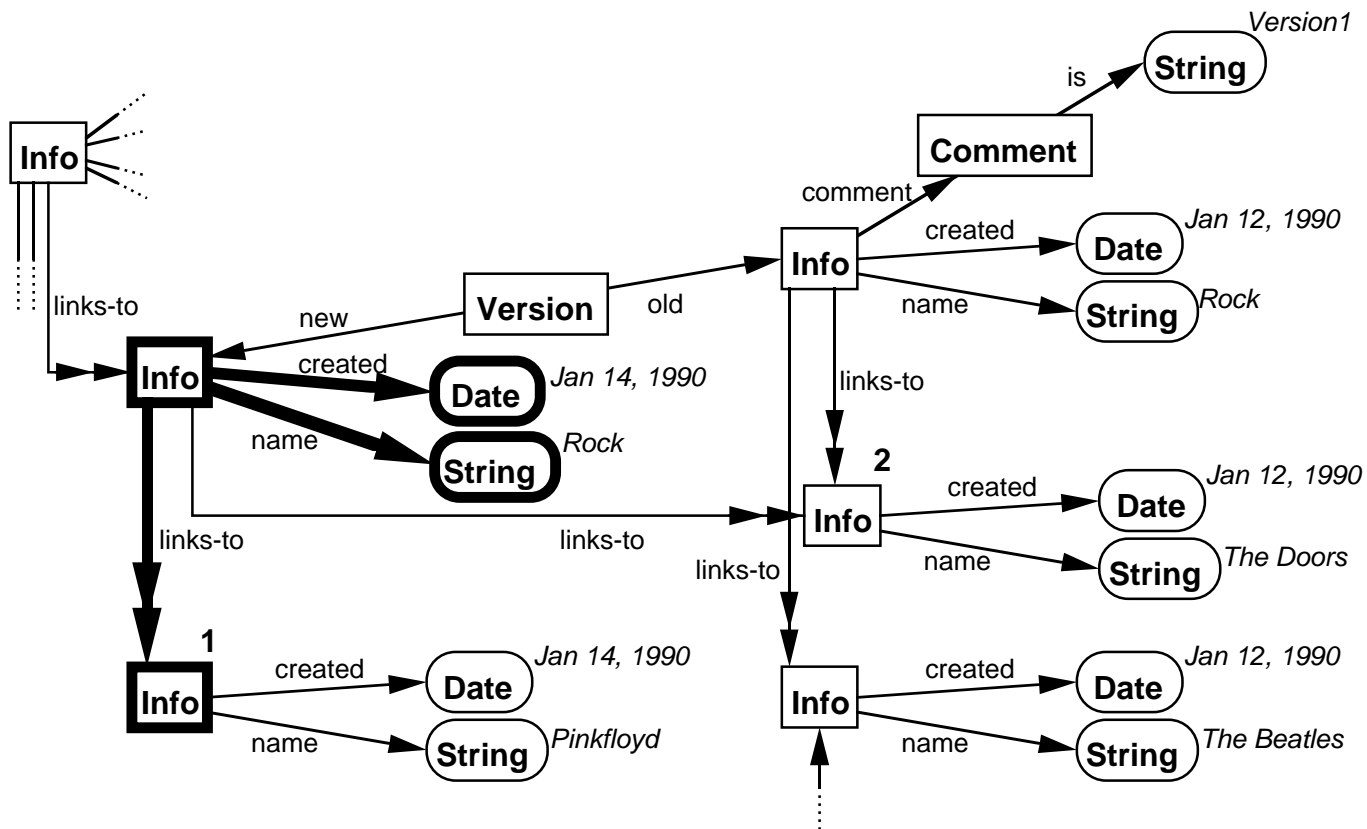 Version1
String
is
Comment
Info
comment
Jan 12, 1990
created
Date
Info
name
Rock
String
Version
old
new
links-to
Info
created
Jan 14, 1990
Date
name
Rock
String
links-to
2
Jan 12, 1990
created
Date
Info
links-to
links-to
name
The Doors
String
links-to
1
Jan 14, 1990
created
Date
Info
name
Pinkfloyd
String
Jan 12, 1990
created
Date
Info
name
The Beatles
String